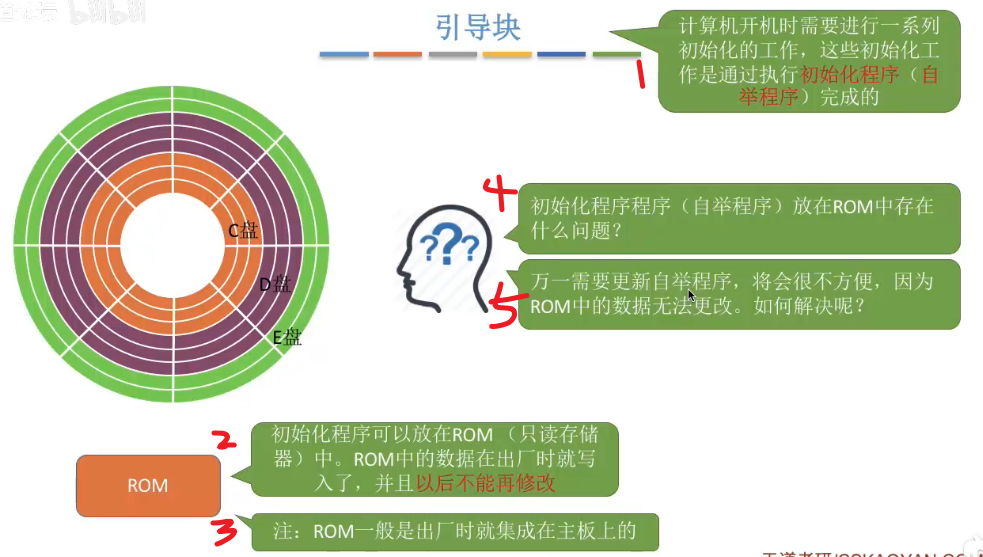 bilibili
引导块
计算机开机时需要进行一系列
初始化的工作，这些初始化工
作是通过执行初始化程序（自
举程序）完成的
1
4
初始化程序程序（自举程序）放在ROM中存在
什么问题？
???
5
万一需要更新自举程序，将会很不方便，因为
ROM中的数据无法更改。如何解决呢？
C盘
D盘
E盘
2
初始化程序可以放在ROM （只读存储
器）中。ROM中的数据在出厂时就写
入了，并且以后不能再修改
ROM
3
注：ROM一般是出厂时就集成在主板上的